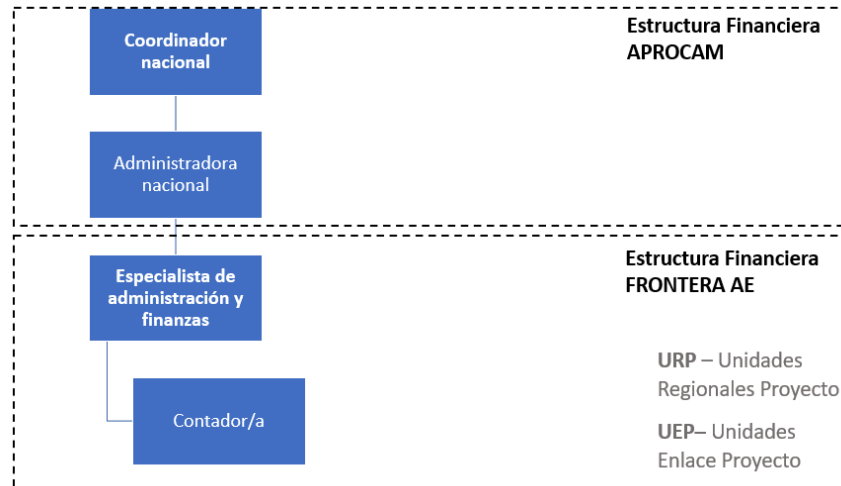 Coordinador
nacional
Estructura Financiera
APROCAM
Administradora
nacional
Especialista de
administración y
finanzas
Estructura Financiera
FRONTERA AE
URP – Unidades
Regionales Proyecto
Contador/a
UEP– Unidades
Enlace Proyecto